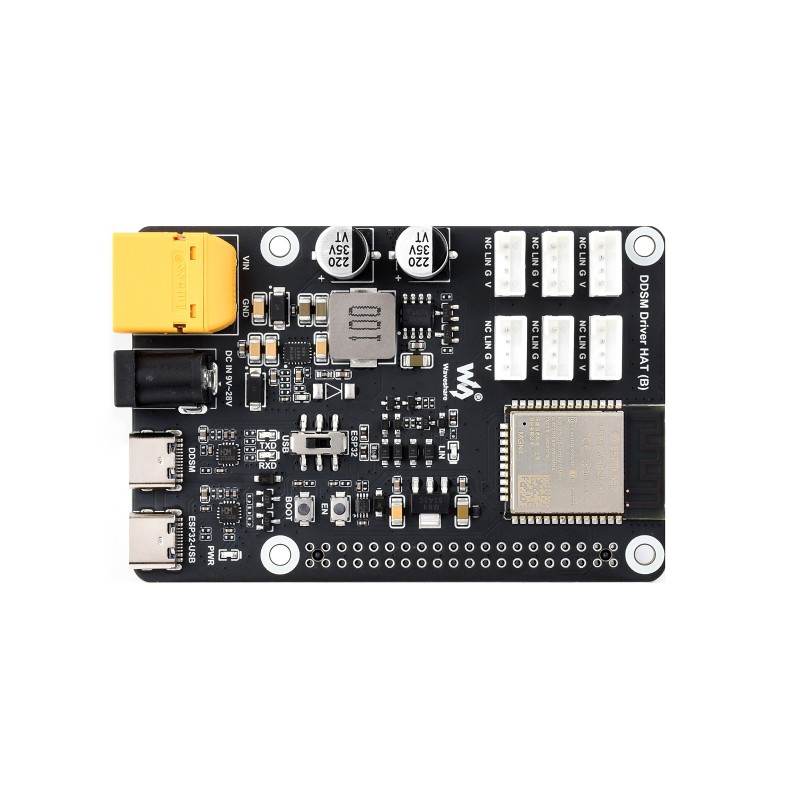 VIN
GND
DC IN 9V~28V
220
35V
VT
220
35V
VT
+
+
100
NC LIN G V
NC LIN G V
NC LIN G V
NC LIN G V
NC LIN G V
NC LIN G V
DDSM Driver HAT (B)
Waveshare
®
DDSM
TXD
RXD
USB
ESP32
LIN
BOOT
EN
ESP32-USB
PWR